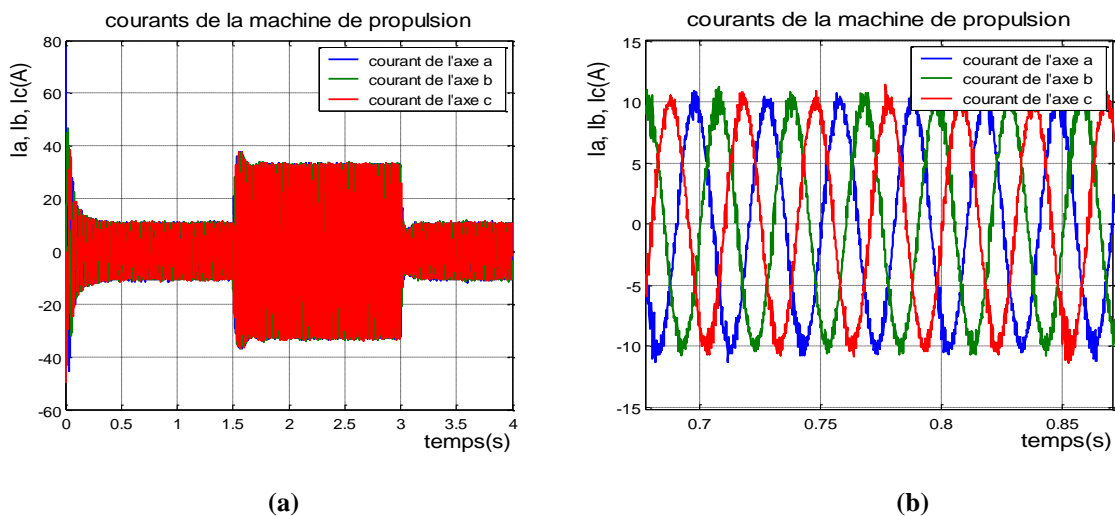 courants de la machine de propulsion
Ia, Ib, Ic(A)
80
60
40
20
0
-20
-40
-60
courant de l'axe a
courant de l'axe b
courant de l'axe c
0 0.5 1 1.5 2 2.5 3 3.5 4
temps(s)
(a)
courants de la machine de propulsion
Ia, Ib, Ic(A)
15
10
5
0
-5
-10
-15
courant de l'axe a
courant de l'axe b
courant de l'axe c
0.7 0.75 0.8 0.85
temps(s)
(b)